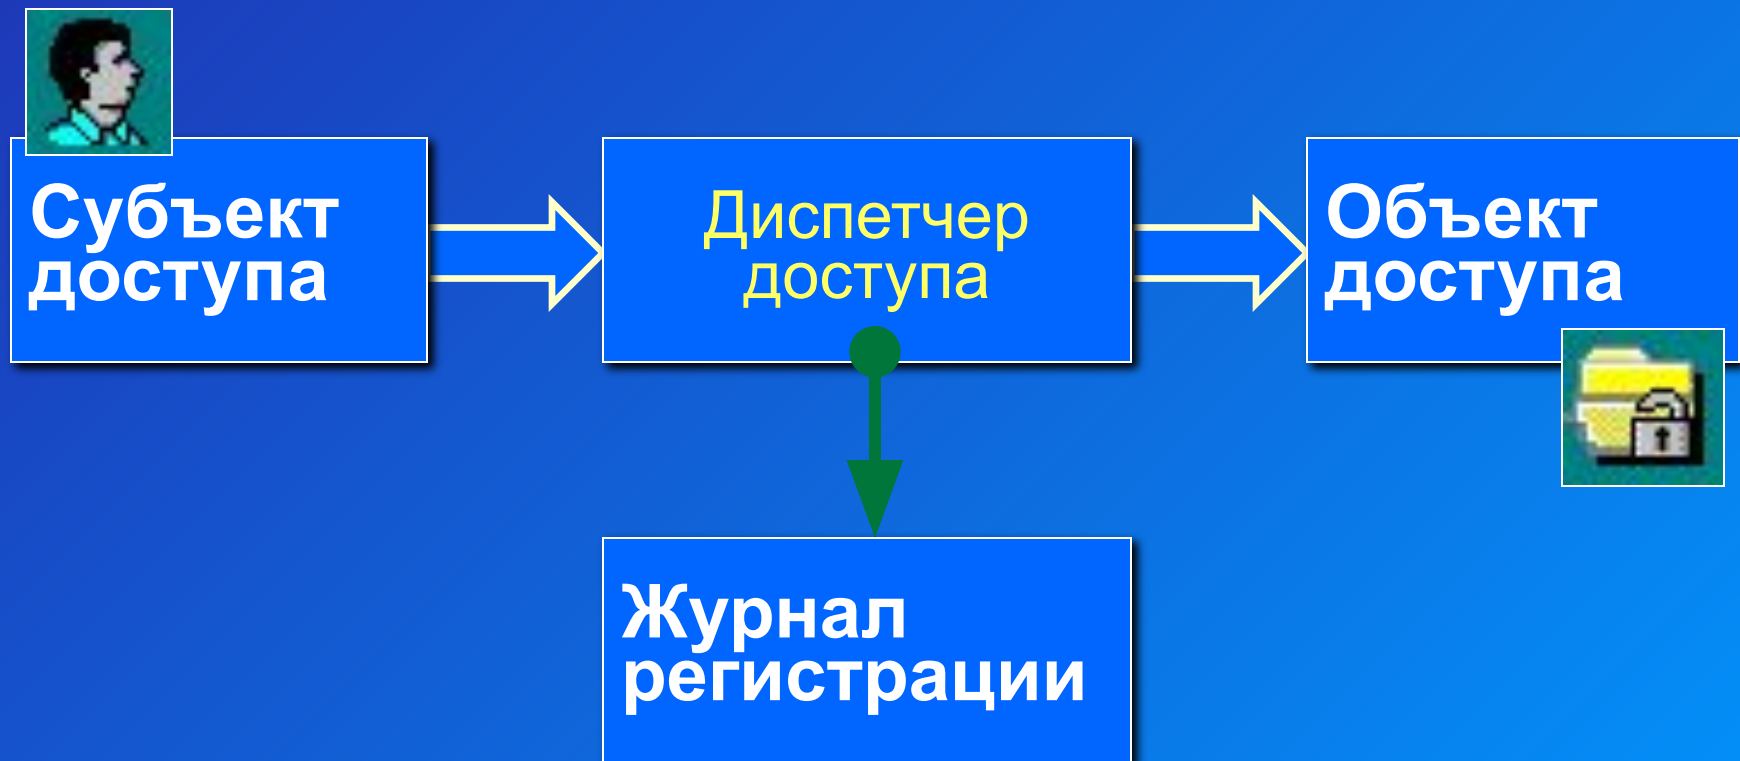 Субъект
доступа
Диспетчер
доступа
Объект
доступа
Журнал
регистрации